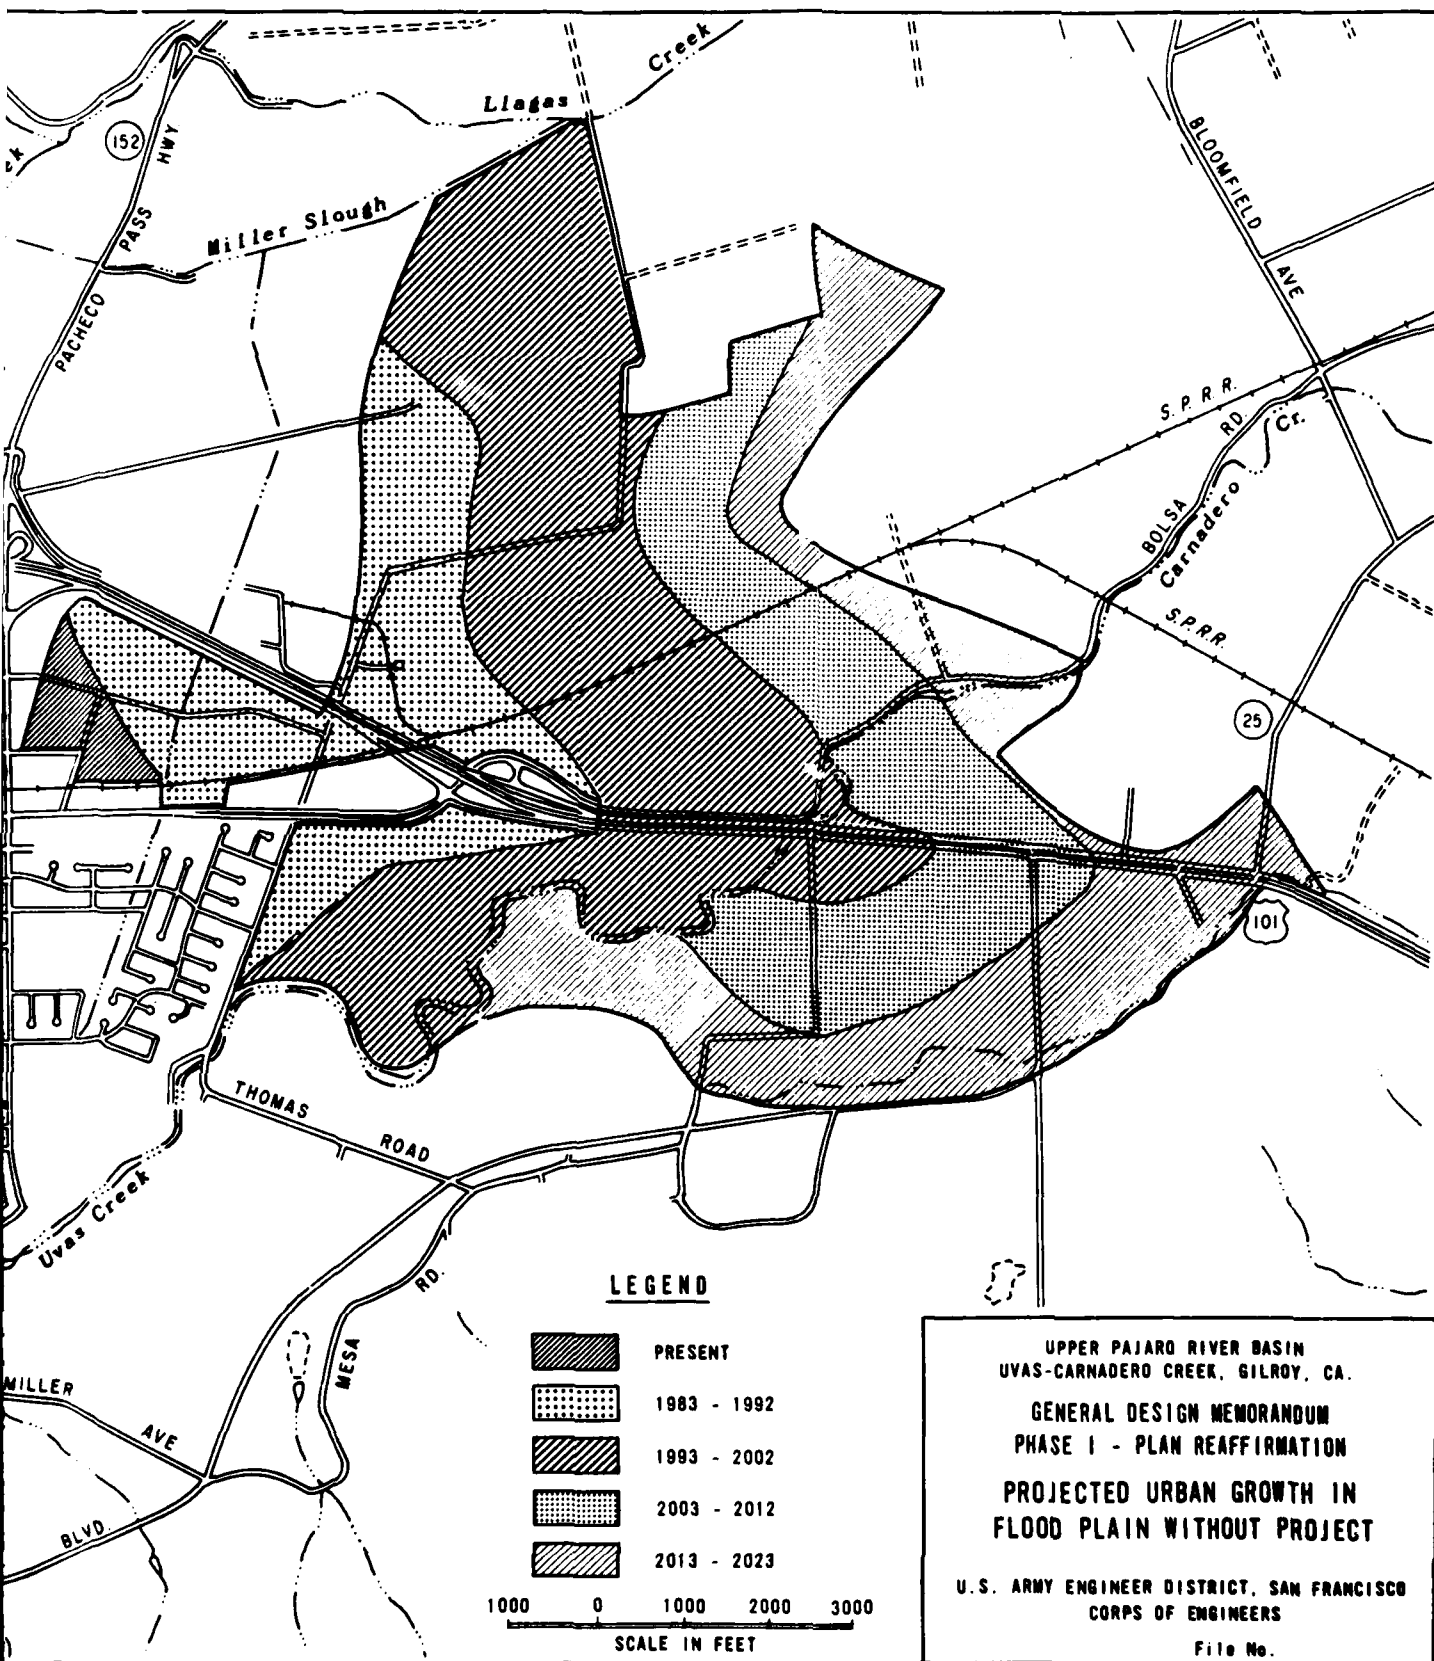 Creek
Llagas
152
HWY
PASS
PACHECO
Miller Slough
BLOOMFIELD
AVE
S. P. R. R.
BOLSA
RD.
Carnadero
Cr.
S.P.R.R.
25
101
THOMAS
ROAD
Uvas Creek
MESA
RD.
MILLER
AVE
BLVD.
LEGEND
PRESENT
1983 - 1992
1993 - 2002
2003 - 2012
2013 - 2023
1000 0 1000 2000 3000
SCALE IN FEET
UPPER PAJARO RIVER BASIN
UVAS-CARNADERO CREEK, GILROY, CA.
GENERAL DESIGN MEMORANDUM
PHASE I - PLAN REAFFIRMATION
PROJECTED URBAN GROWTH IN
FLOOD PLAIN WITHOUT PROJECT
U.S. ARMY ENGINEER DISTRICT, SAN FRANCISCO
CORPS OF ENGINEERS
File No.